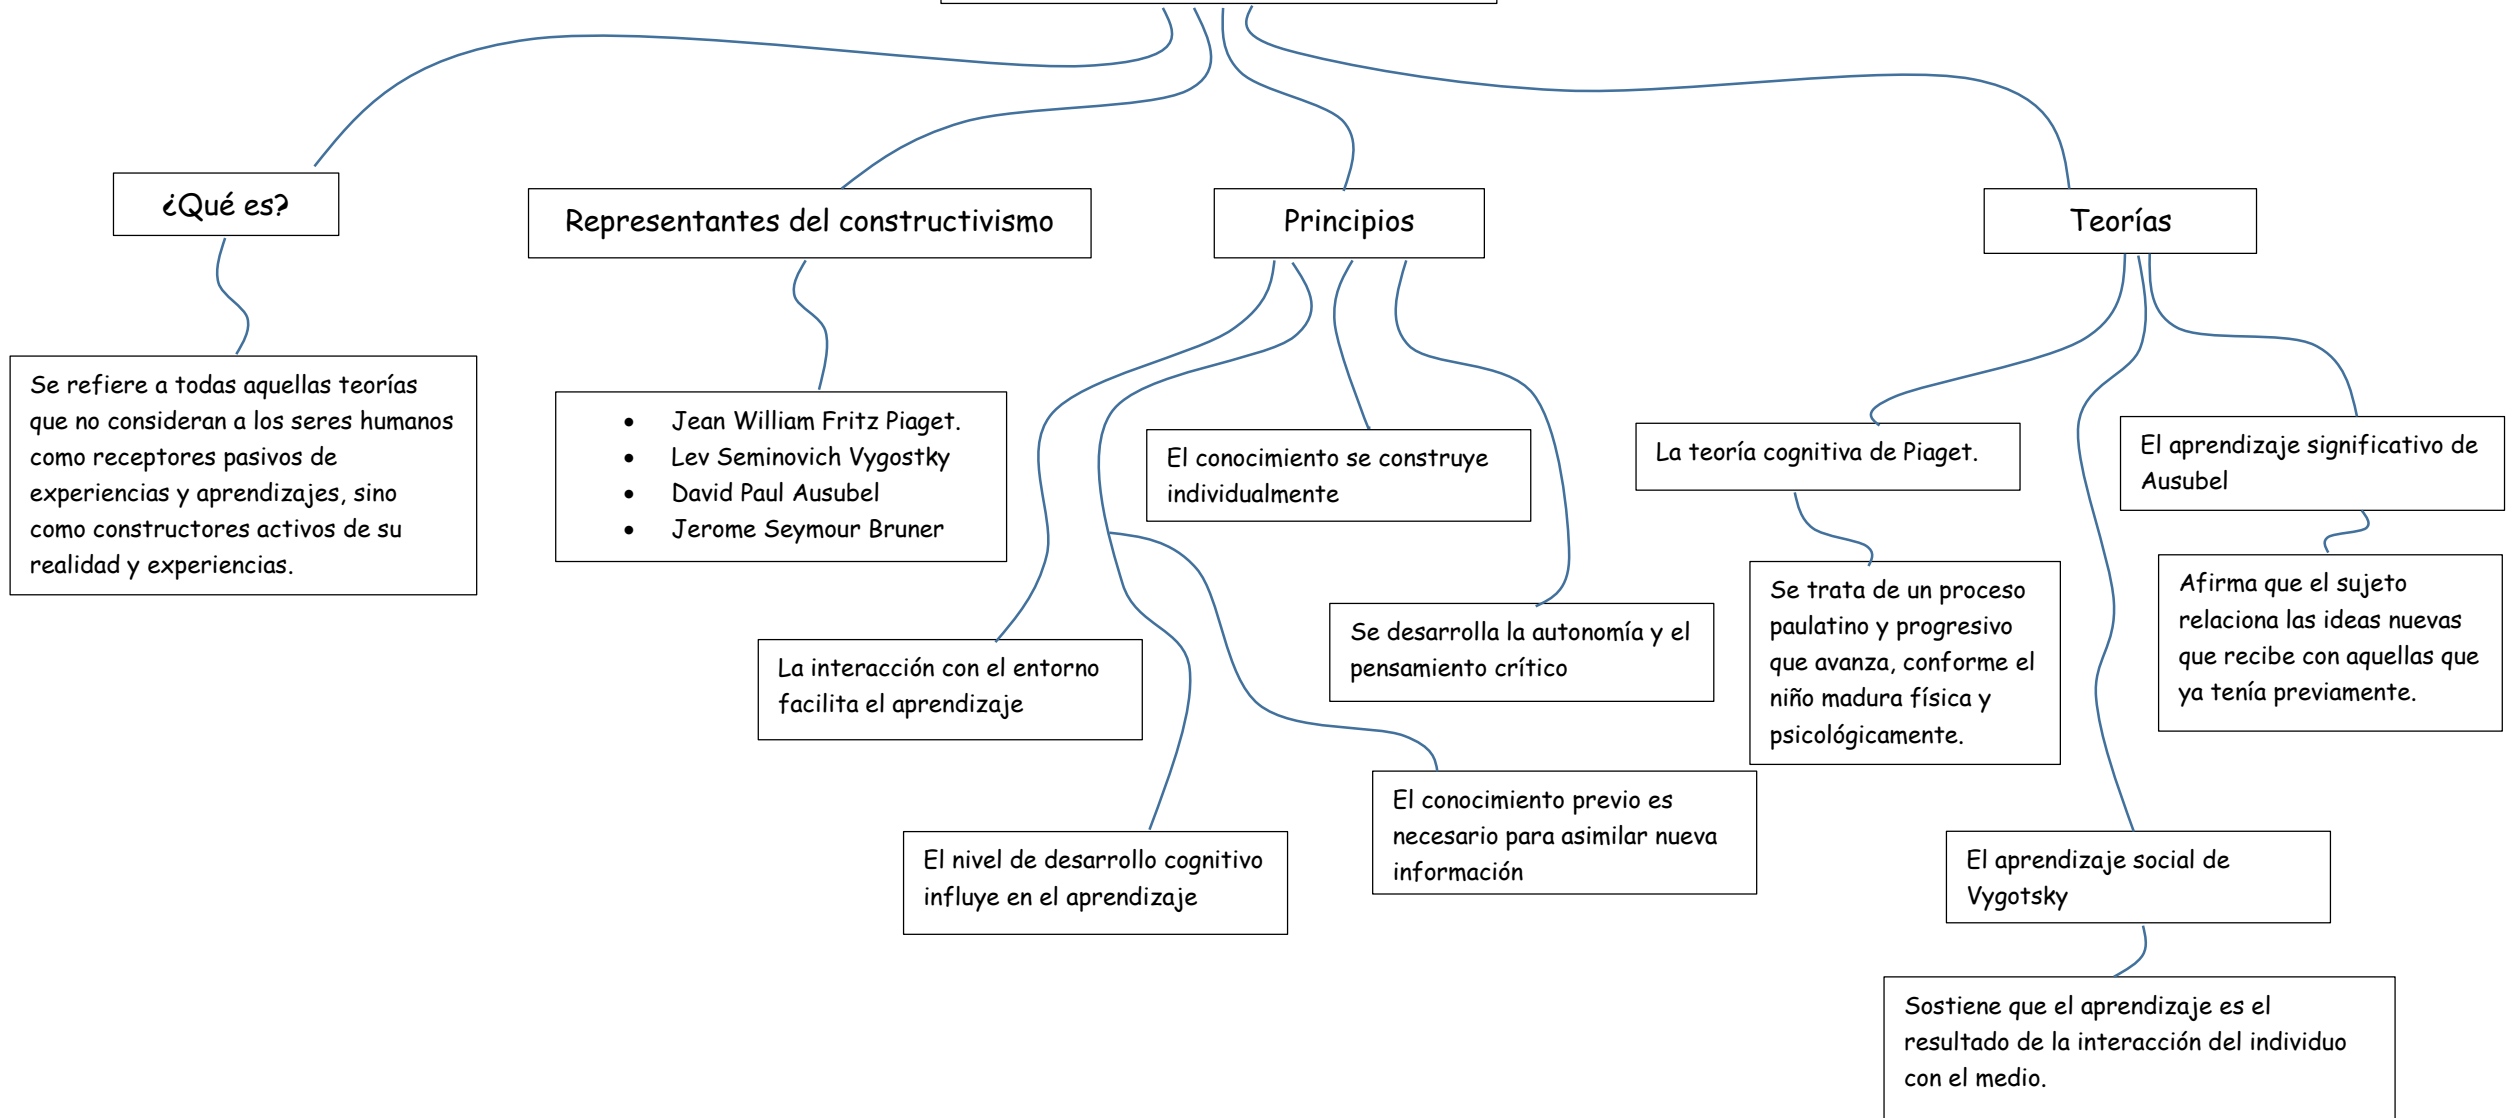 ¿Qué es?
Representantes del constructivismo
Principios
Teorías
Se refiere a todas aquellas teorías
que no consideran a los seres humanos
como receptores pasivos de
experiencias y aprendizajes, sino
como constructores activos de su
realidad y experiencias.
• Jean William Fritz Piaget.
• Lev Seminovich Vygostky
• David Paul Ausubel
• Jerome Seymour Bruner
El conocimiento se construye
individualmente
La teoría cognitiva de Piaget.
El aprendizaje significativo de
Ausubel
La interacción con el entorno
facilita el aprendizaje
Se desarrolla la autonomía y el
pensamiento crítico
Se trata de un proceso
paulatino y progresivo
que avanza, conforme el
niño madura física y
psicológicamente.
Afirma que el sujeto
relaciona las ideas nuevas
que recibe con aquellas que
ya tenía previamente.
El nivel de desarrollo cognitivo
influye en el aprendizaje
El conocimiento previo es
necesario para asimilar nueva
información
El aprendizaje social de
Vygotsky
Sostiene que el aprendizaje es el
resultado de la interacción del individuo
con el medio.